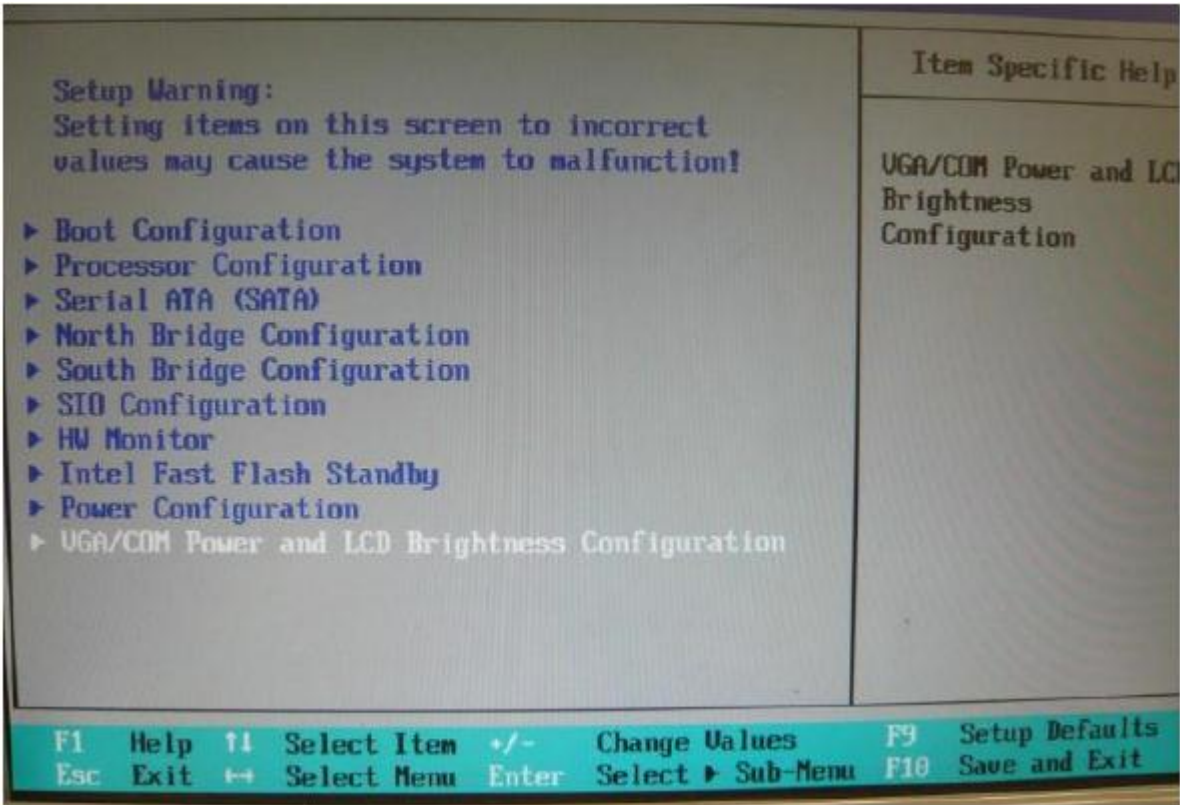 Setup Warning:
Setting items on this screen to incorrect
values may cause the system to malfunction!
▶ Boot Configuration
▶ Processor Configuration
▶ Serial ATA (SATA)
▶ North Bridge Configuration
▶ South Bridge Configuration
▶ SIO Configuration
▶ HW Monitor
▶ Intel Fast Flash Standby
▶ Power Configuration
▶ VGA/COM Power and LCD Brightness Configuration
Item Specific Help
VGA/COM Power and LCD
Brightness
Configuration
F1 Help ↑↓ Select Item +/- Change Values F9 Setup Defaults
Esc Exit ↔ Select Menu Enter Select ▶ Sub-Menu F10 Save and Exit